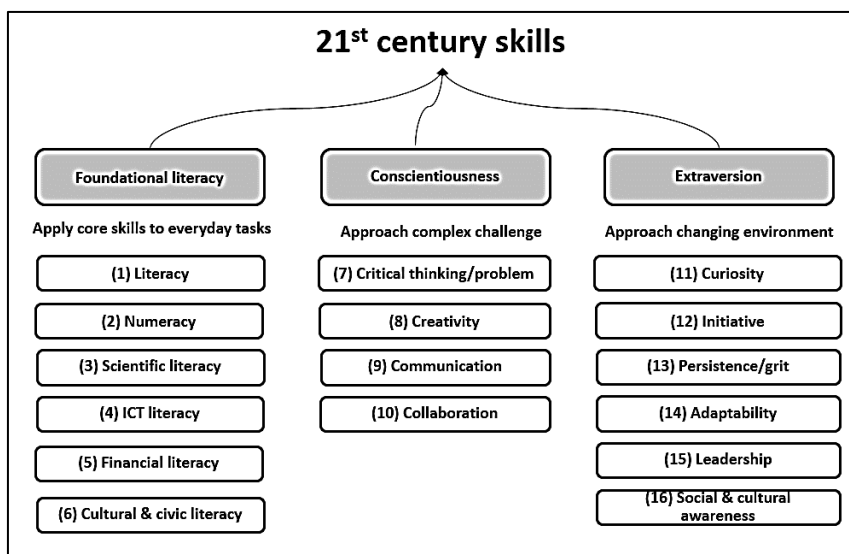 21st century skills
Foundational literacy
Apply core skills to everyday tasks
(1) Literacy
(2) Numeracy
(3) Scientific literacy
(4) ICT literacy
(5) Financial literacy
(6) Cultural & civic literacy
Conscientiousness
Approach complex challenge
(7) Critical thinking/problem
(8) Creativity
(9) Communication
(10) Collaboration
Extraversion
Approach changing environment
(11) Curiosity
(12) Initiative
(13) Persistence/grit
(14) Adaptability
(15) Leadership
(16) Social & cultural
awareness